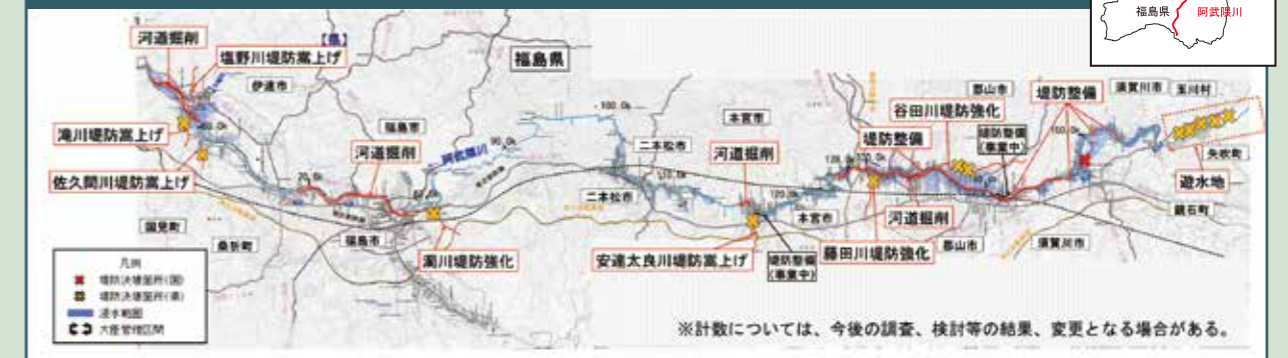 福島県 阿武隈川
河道掘削
塩野川堤防嵩上げ
伊達市
福島県
滝川堤防嵩上げ
佐久間川堤防嵩上げ
国見町
桑折町
福島市
河道掘削
阿武隈川
90.0k
100.0k
福島市
濁川堤防強化
二本松市
二本松市
本宮市
河道掘削
120.0k
本宮市
安達太良川堤防嵩上げ
堤防整備
(事業中)
堤防整備
谷田川堤防強化
郡山市
堤防整備
(事業中)
堤防整備
須賀川市
玉川村
矢吹町
遊水地
鏡石町
河道掘削
藤田川堤防強化
郡山市
須賀川市
凡例
堤防決壊箇所(国)
堤防決壊箇所(県)
浸水範囲
大臣管理区間
※計数については、今後の調査、検討等の結果、変更となる場合がある。